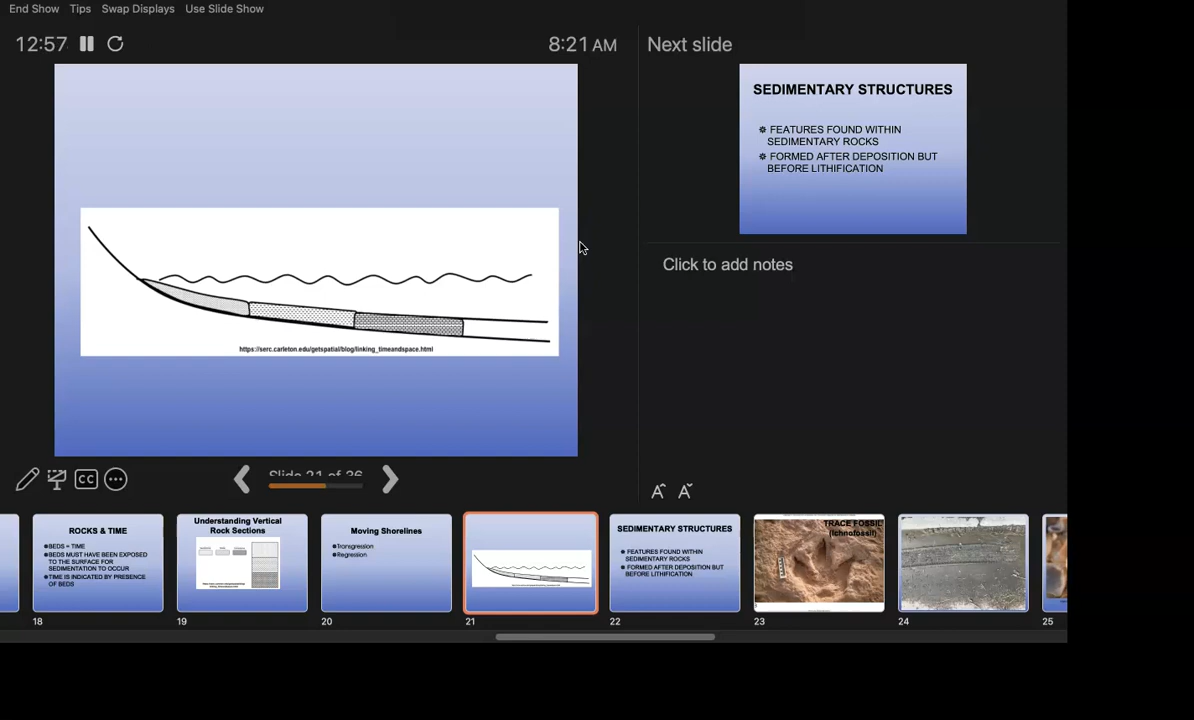 End Show Tips Swap Displays Use Slide Show
12:57
8:21 AM
Next slide
https://serc.carleton.edu/getspatial/blog/linking_timeandspace.html
SEDIMENTARY STRUCTURES
FEATURES FOUND WITHIN
SEDIMENTARY ROCKS
FORMED AFTER DEPOSITION BUT
BEFORE LITHIFICATION
Click to add notes
CC
Slide 21 of 36
A A
ROCKS & TIME
BEDS = TIME
BEDS MUST HAVE BEEN EXPOSED
TO THE SURFACE FOR
SEDIMENTATION TO OCCUR
TIME IS INDICATED BY PRESENCE
OF BEDS
18
Understanding Vertical
Rock Sections
19
Moving Shorelines
Transgression
Regression
20
21
SEDIMENTARY STRUCTURES
FEATURES FOUND WITHIN
SEDIMENTARY ROCKS
FORMED AFTER DEPOSITION BUT
BEFORE LITHIFICATION
22
TRACE FOSSIL
(Ichnofossil)
23
24
25